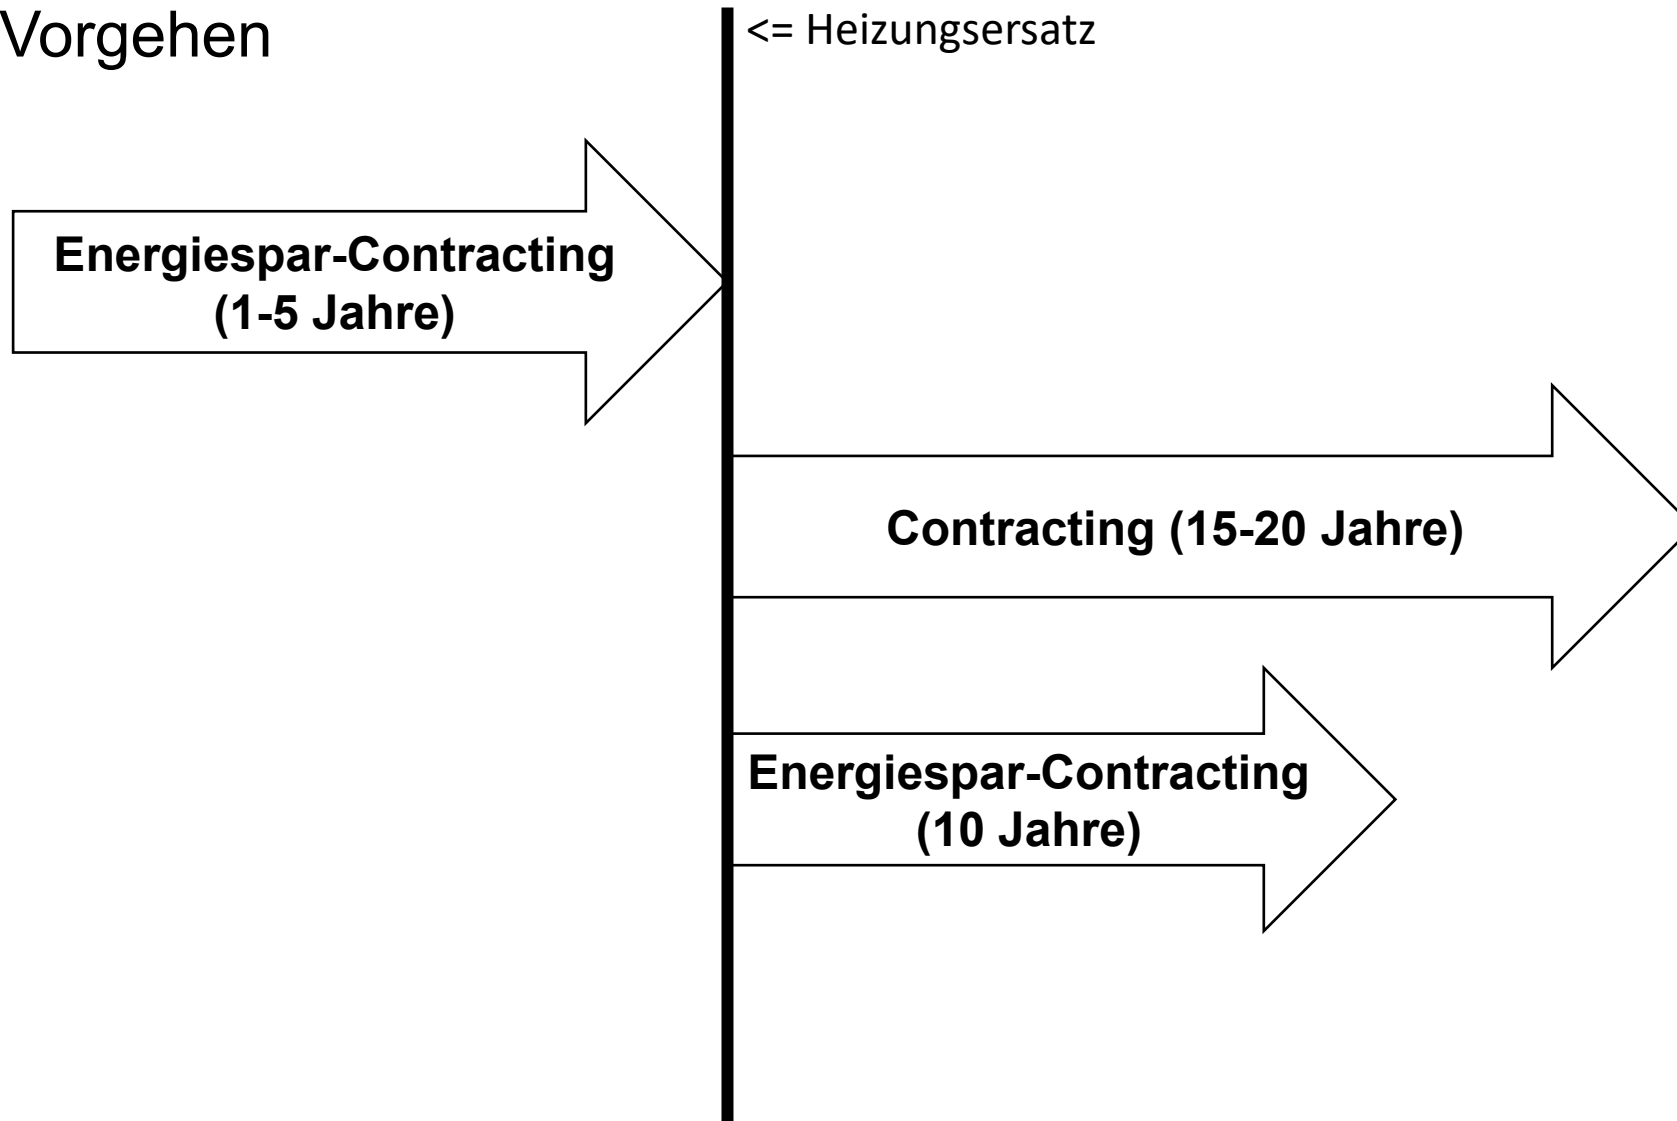 Vorgehen
<= Heizungsersatz
Energiespar-Contracting
(1-5 Jahre)
Contracting (15-20 Jahre)
Energiespar-Contracting
(10 Jahre)